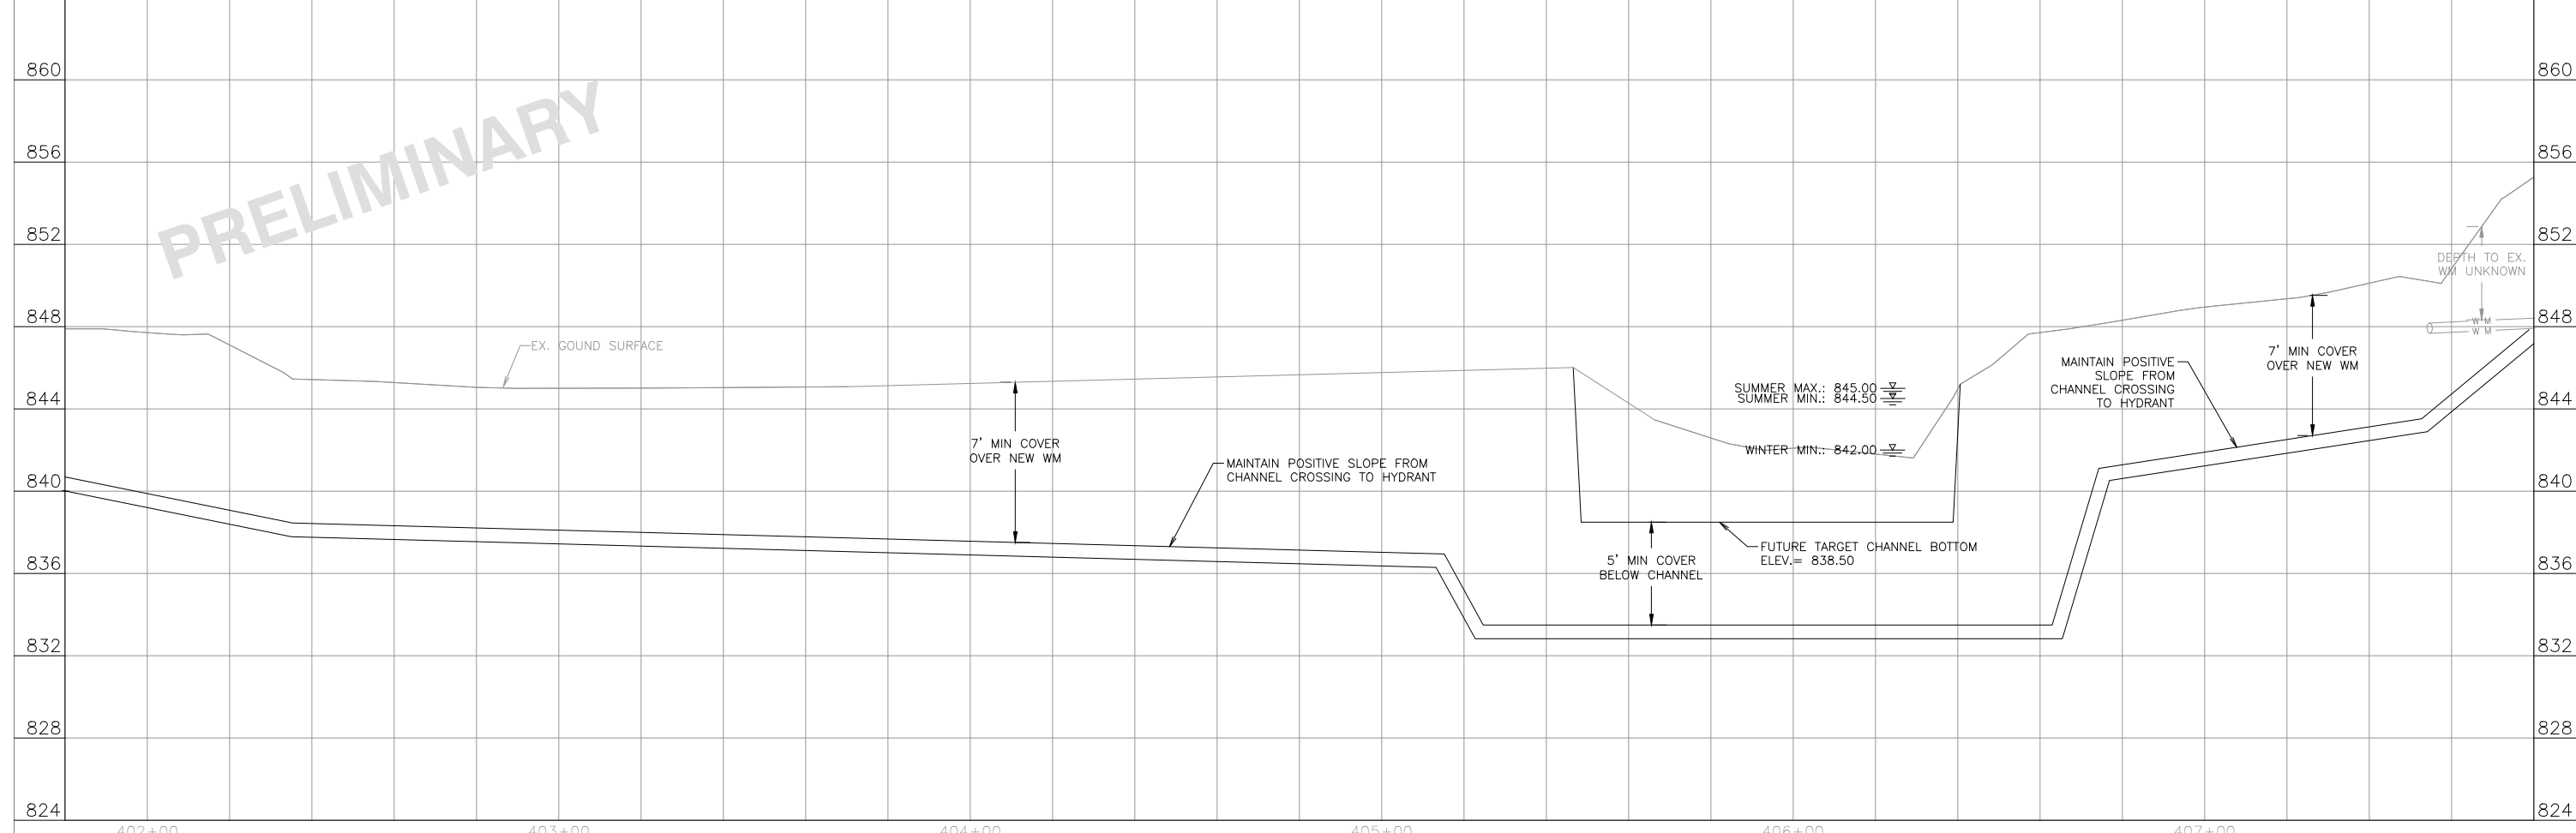 860
860
PRELIMINARY
856
856
852
852
DEPTH TO EX.
WM UNKNOWN
848
848
WM
WM
EX. GOUND SURFACE
7' MIN COVER
OVER NEW WM
MAINTAIN POSITIVE
SLOPE FROM
CHANNEL CROSSING
TO HYDRANT
SUMMER MAX.: 845.00
SUMMER MIN.: 844.50
844
844
7' MIN COVER
OVER NEW WM
WINTER MIN.: 842.00
MAINTAIN POSITIVE SLOPE FROM
CHANNEL CROSSING TO HYDRANT
840
840
FUTURE TARGET CHANNEL BOTTOM
ELEV.= 838.50
5' MIN COVER
BELOW CHANNEL
836
836
832
832
828
828
824
824
402+00
403+00
404+00
405+00
406+00
407+00